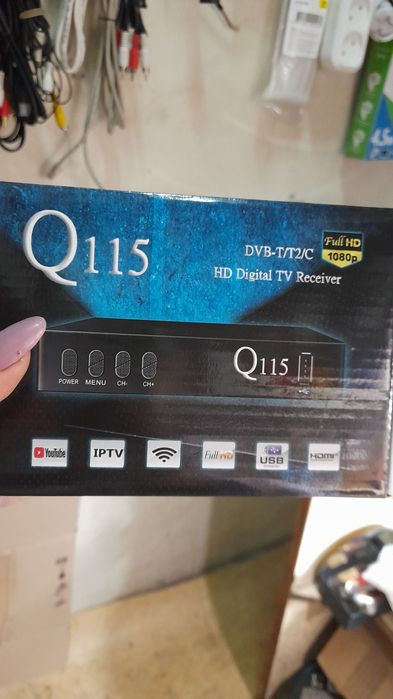 Q115
DVB-T/T2/C
Full HD
1080p
HD Digital TV Receiver
Q115
POWER MENU CH- CH+
YouTube
IPTV
Full HD
USB
HDMI